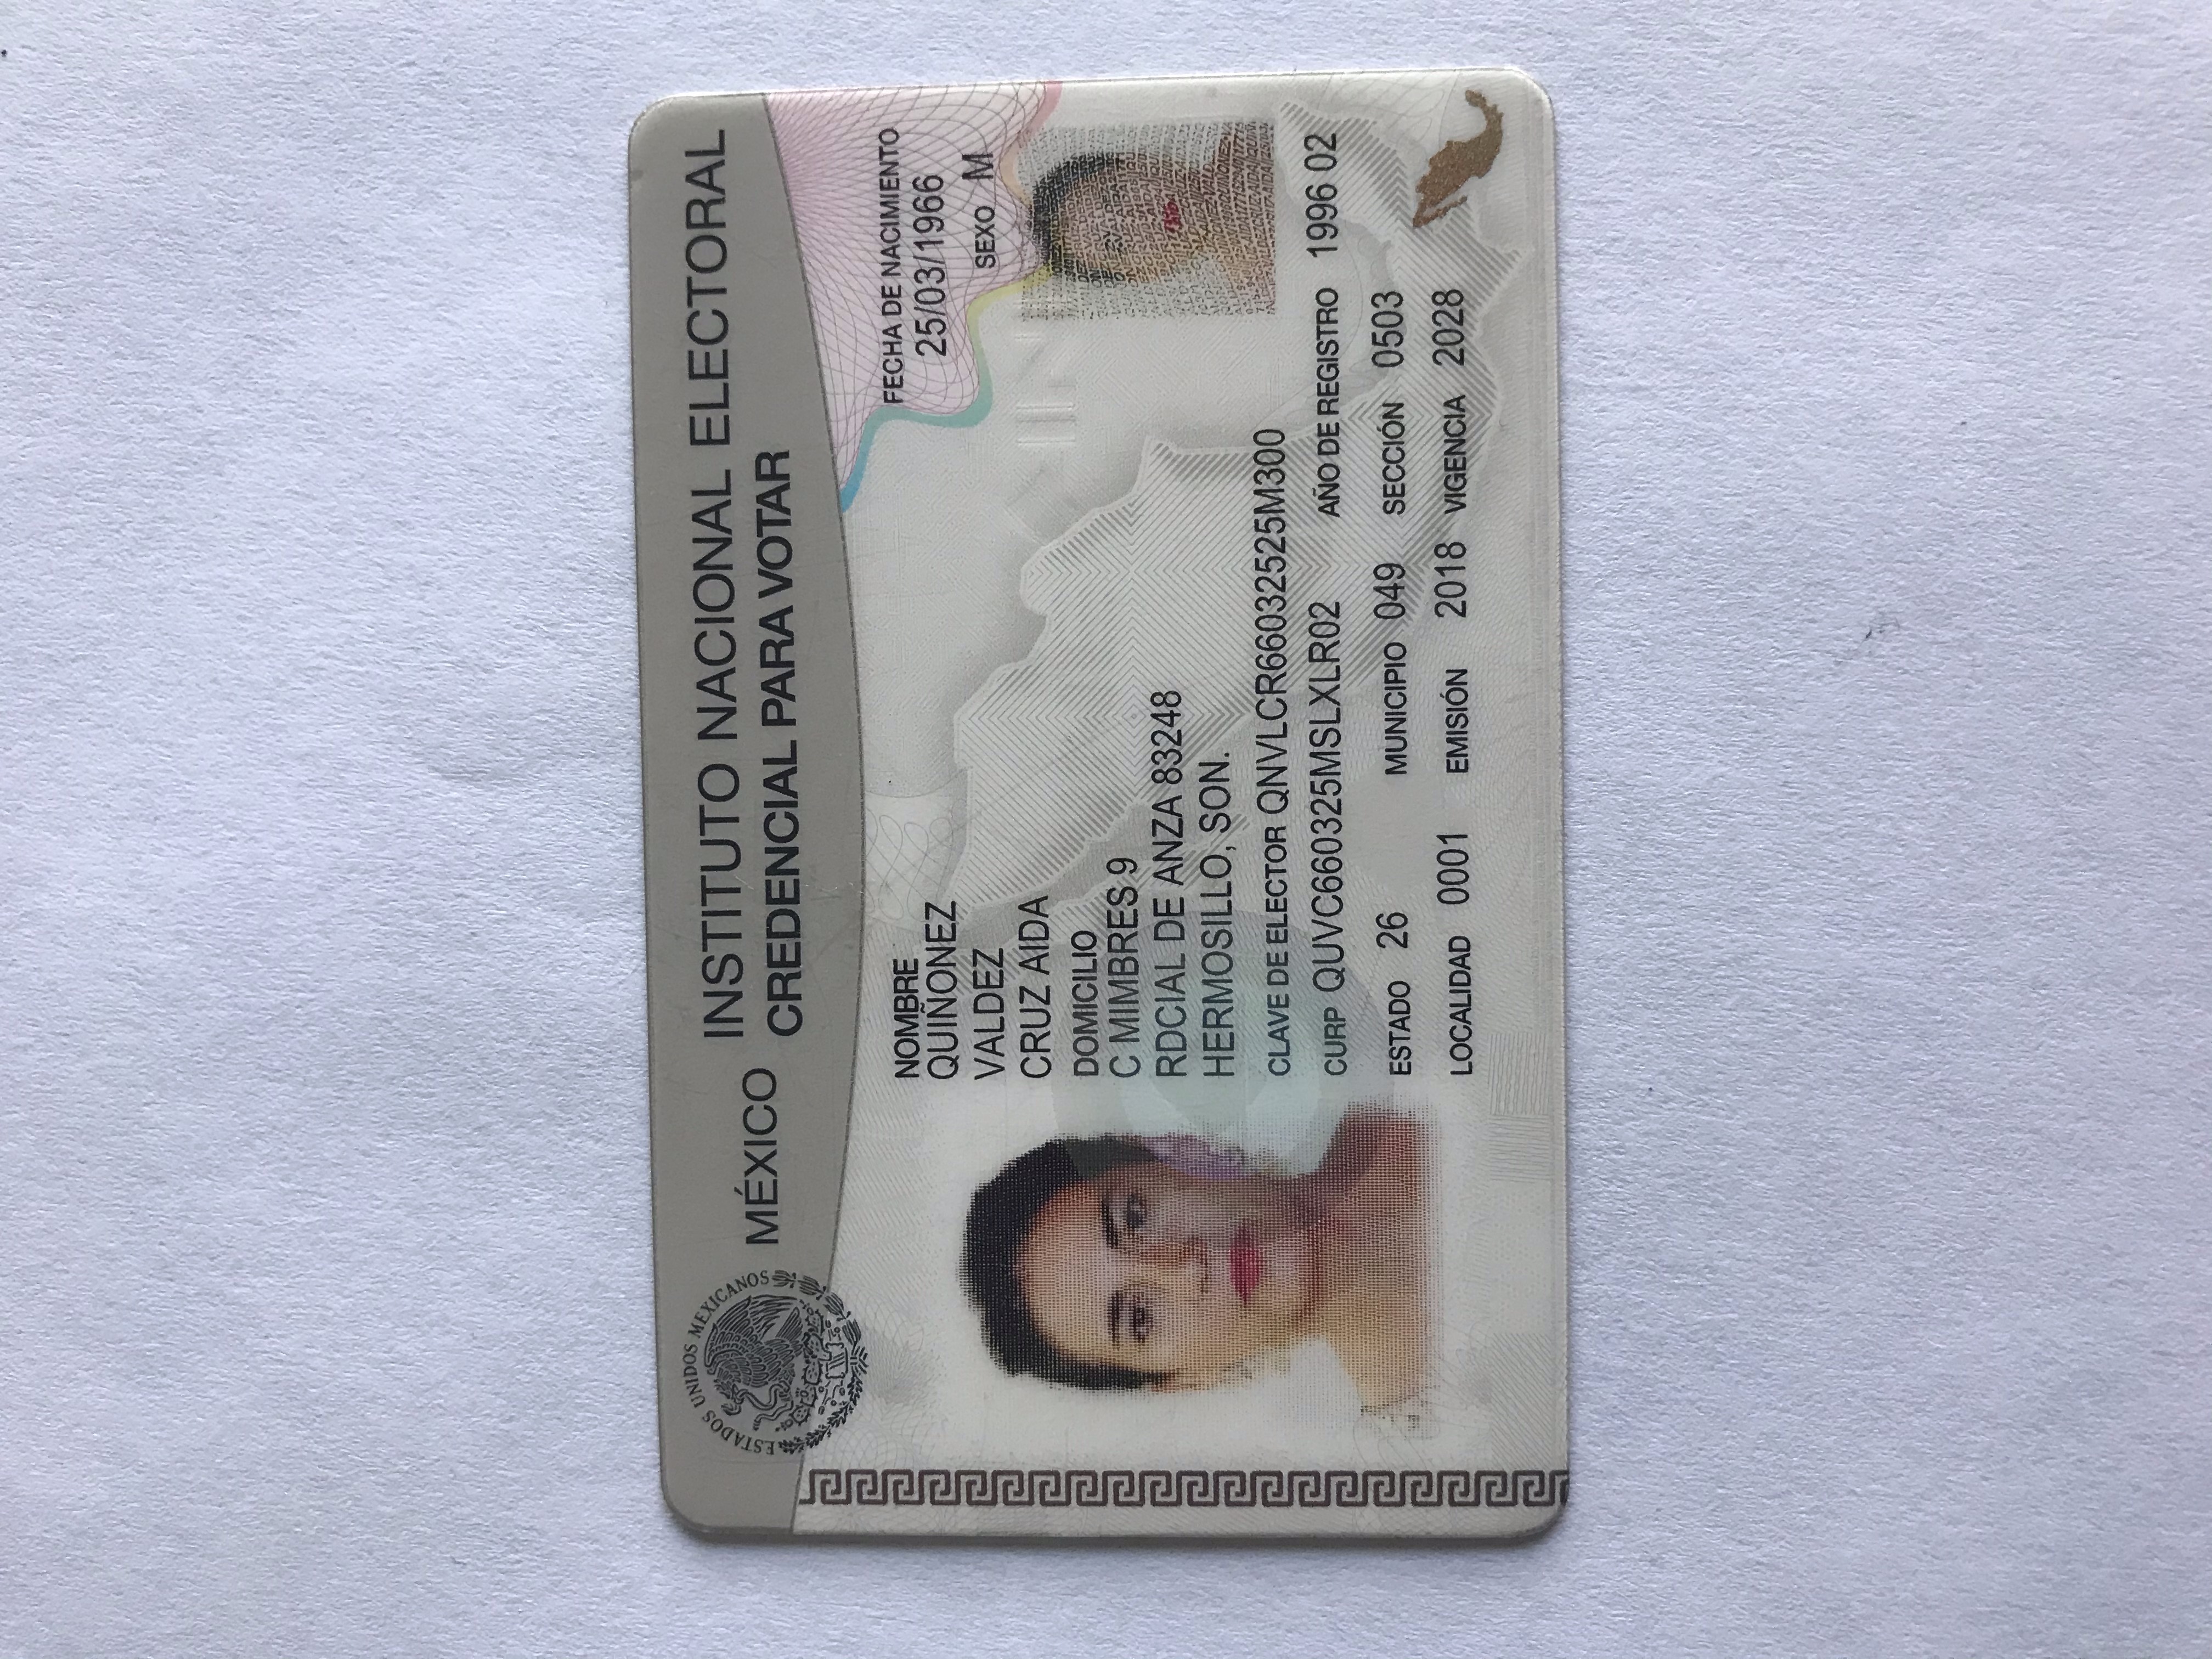 ESTADOS UNIDOS MEXICANOS
MÉXICO
INSTITUTO NACIONAL ELECTORAL
CREDENCIAL PARA VOTAR
NOMBRE
QUIÑONEZ
VALDEZ
CRUZ AIDA
FECHA DE NACIMIENTO
25/03/1966
SEXO M
DOMICILIO
C MIMBRES 9
RDCIAL DE ANZA 83248
HERMOSILLO, SON.
CLAVE DE ELECTOR QNVLCR66032525M300
CURP QUVC660325MSLXLR02 AÑO DE REGISTRO 1996 02
ESTADO 26 MUNICIPIO 049 SECCIÓN 0503
LOCALIDAD 0001 EMISIÓN 2018 VIGENCIA 2028